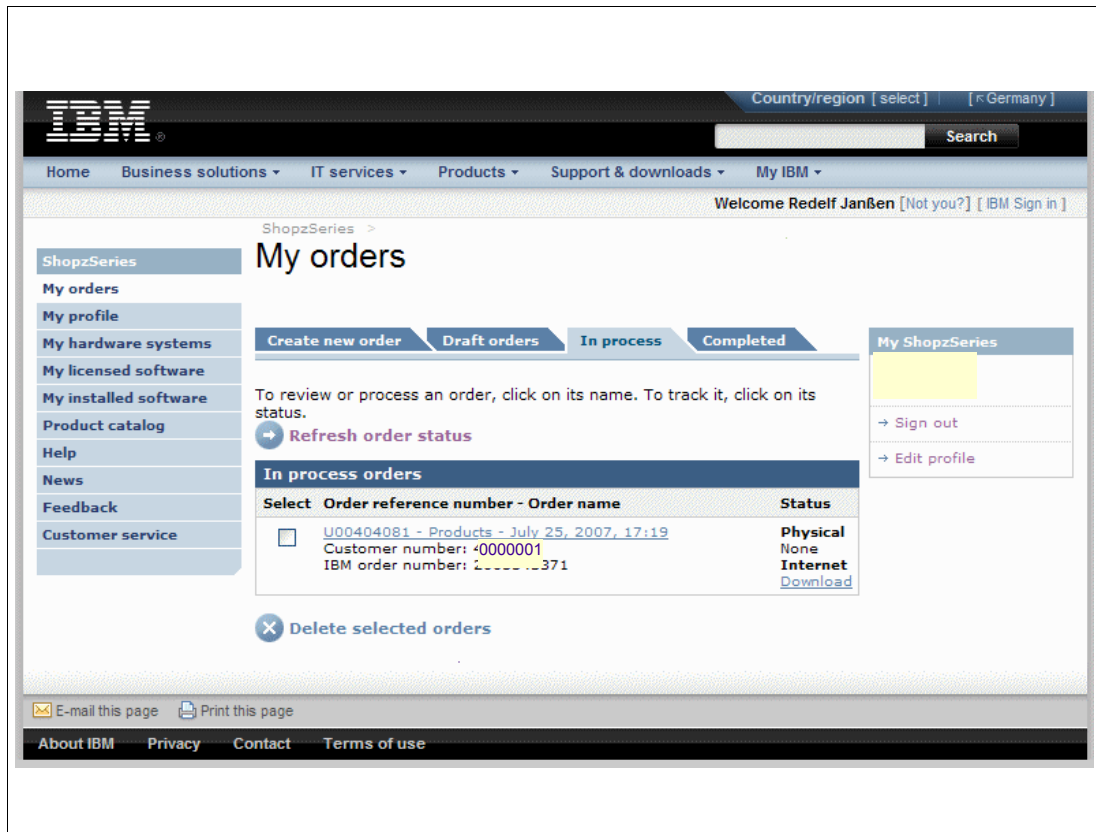 Country/region [ select ] [ Germany ]
IBM ®
Search
Home Business solutions IT services Products Support & downloads My IBM
Welcome Redelf Janßen [Not you?] [ IBM Sign in ]
ShopzSeries >
My orders
ShopzSeries
My orders
My profile
My hardware systems
My licensed software
My installed software
Product catalog
Help
News
Feedback
Customer service
Create new order Draft orders In process Completed
To review or process an order, click on its name. To track it, click on its
status.
Refresh order status
In process orders
Select Order reference number - Order name Status
U00404081 - Products - July 25, 2007, 17:19 Physical
Customer number: 0000001 None
IBM order number: 371 Internet
Download
Delete selected orders
My ShopzSeries
→ Sign out
→ Edit profile
E-mail this page Print this page
About IBM Privacy Contact Terms of use